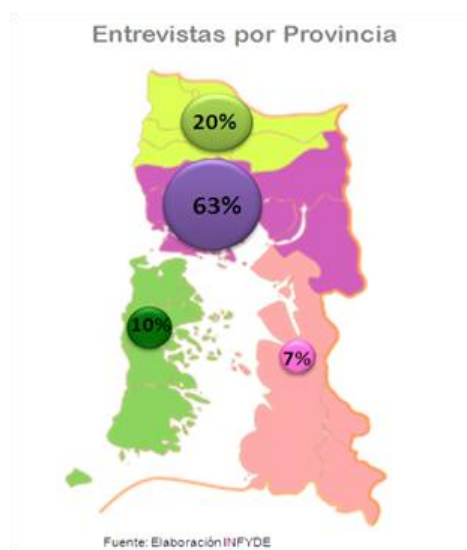 Entrevistas por Provincia
20%
63%
10%
7%
Fuente: Elaboración INFYDE